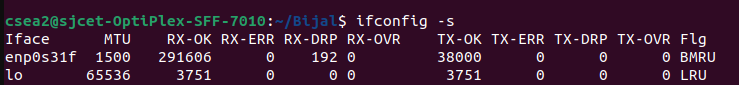 csea2@sjcet-OptiPlex-SFF-7010:~/Bijal$ ifconfig -s
Iface      MTU    RX-OK RX-ERR RX-DRP RX-OVR    TX-OK TX-ERR TX-DRP TX-OVR Flg
enp0s31f  1500   291606      0    192 0         38000      0      0      0 BMRU
lo       65536     3751      0      0 0          3751      0      0      0 LRU